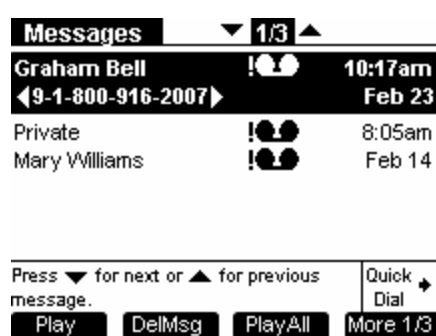 Messages ▼ 1/3 ▲
Graham Bell ! 10:17am
◀9-1-800-916-2007▶ Feb 23
Private ! 8:05am
Mary Williams ! Feb 14
Press ▼ for next or ▲ for previous
message.
Quick
Dial
Play DelMsg PlayAll More 1/3